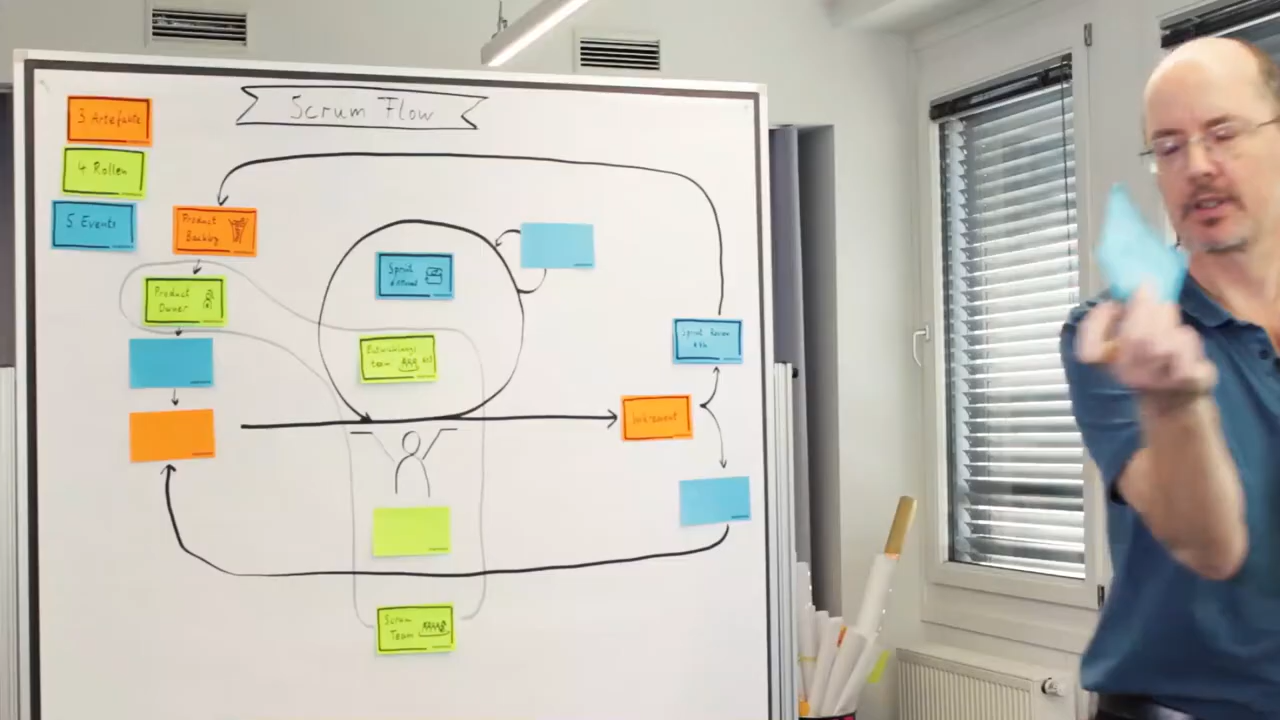 Scrum Flow
3 Artefakte
4 Rollen
5 Events
Product
Backlog
Sprint
Product
Owner
Entwicklungs
team
Sprint Review
Inkrement
Scrum
Team